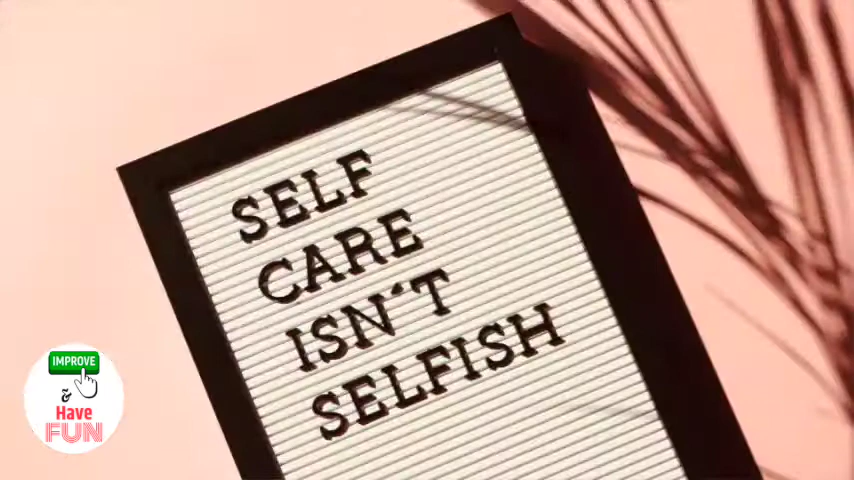 SELF
CARE
ISN'T
SELFISH
IMPROVE
&
Have
FUN